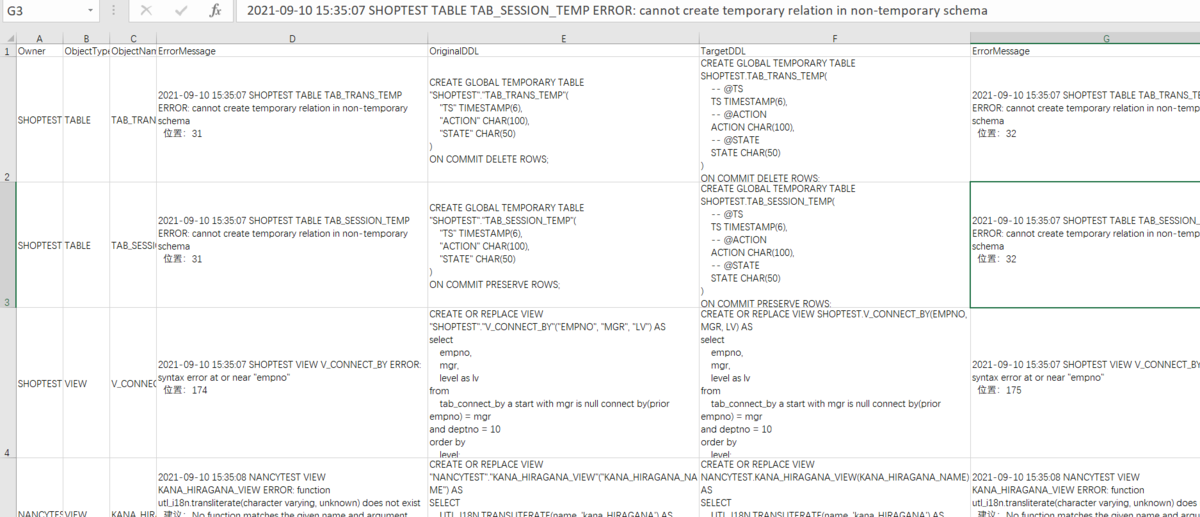 G3 fx 2021-09-10 15:35:07 SHOPTEST TABLE TAB_SESSION_TEMP ERROR: cannot create temporary relation in non-temporary schema
A B C D E F G
1 Owner ObjectType ObjectNam ErrorMessage OriginalDDL TargetDDL ErrorMessage
2
SHOPTEST TABLE TAB_TRAN
2021-09-10 15:35:07 SHOPTEST TABLE TAB_TRANS_TEMP
ERROR: cannot create temporary relation in non-temporary
schema
位置：31
CREATE GLOBAL TEMPORARY TABLE
"SHOPTEST"."TAB_TRANS_TEMP"(
"TS" TIMESTAMP(6),
"ACTION" CHAR(100),
"STATE" CHAR(50)
)
ON COMMIT DELETE ROWS;
CREATE GLOBAL TEMPORARY TABLE
SHOPTEST.TAB_TRANS_TEMP(
-- @TS
TS TIMESTAMP(6),
-- @ACTION
ACTION CHAR(100),
-- @STATE
STATE CHAR(50)
)
ON COMMIT DELETE ROWS;
2021-09-10 15:35:07 SHOPTEST TABLE TAB_TRANS_TE
ERROR: cannot create temporary relation in non-temp
schema
位置：32
3
SHOPTEST TABLE TAB_SESSI
2021-09-10 15:35:07 SHOPTEST TABLE TAB_SESSION_TEMP
ERROR: cannot create temporary relation in non-temporary
schema
位置：31
CREATE GLOBAL TEMPORARY TABLE
"SHOPTEST"."TAB_SESSION_TEMP"(
"TS" TIMESTAMP(6),
"ACTION" CHAR(100),
"STATE" CHAR(50)
)
ON COMMIT PRESERVE ROWS;
CREATE GLOBAL TEMPORARY TABLE
SHOPTEST.TAB_SESSION_TEMP(
-- @TS
TS TIMESTAMP(6),
-- @ACTION
ACTION CHAR(100),
-- @STATE
STATE CHAR(50)
)
ON COMMIT PRESERVE ROWS;
2021-09-10 15:35:07 SHOPTEST TABLE TAB_SESSION_
ERROR: cannot create temporary relation in non-temp
schema
位置：32
4
SHOPTEST VIEW V_CONNEC
2021-09-10 15:35:07 SHOPTEST VIEW V_CONNECT_BY ERROR:
syntax error at or near "empno"
位置：174
CREATE OR REPLACE VIEW
"SHOPTEST"."V_CONNECT_BY"("EMPNO", "MGR", "LV") AS
select
empno,
mgr,
level as lv
from
tab_connect_by a start with mgr is null connect by(prior
empno) = mgr
and deptno = 10
order by
level;
CREATE OR REPLACE VIEW SHOPTEST.V_CONNECT_BY(EMPNO,
MGR, LV) AS
select
empno,
mgr,
level as lv
from
tab_connect_by a start with mgr is null connect by(prior
empno) = mgr
and deptno = 10
order by
level;
2021-09-10 15:35:07 SHOPTEST VIEW V_CONNECT_BY
syntax error at or near "empno"
位置：175
NANCYTES VIEW KANA_HIR
2021-09-10 15:35:08 NANCYTEST VIEW
KANA_HIRAGANA_VIEW ERROR: function
utl_i18n.transliterate(character varying, unknown) does not exist
建议：No function matches the given name and argument
CREATE OR REPLACE VIEW
"NANCYTEST"."KANA_HIRAGANA_VIEW"("KANA_HIRAGANA_NA
ME") AS
SELECT
UTL_I18N.TRANSLITERATE(name, 'kana_HIRAGANA') AS
CREATE OR REPLACE VIEW
NANCYTEST.KANA_HIRAGANA_VIEW(KANA_HIRAGANA_NAME)
AS
SELECT
UTL_I18N.TRANSLITERATE(name, 'kana_HIRAGANA') AS
2021-09-10 15:35:08 NANCYTEST VIEW
KANA_HIRAGANA_VIEW ERROR: function
utl_i18n.transliterate(character varying, unknown) does
建议：No function matches the given name and argu